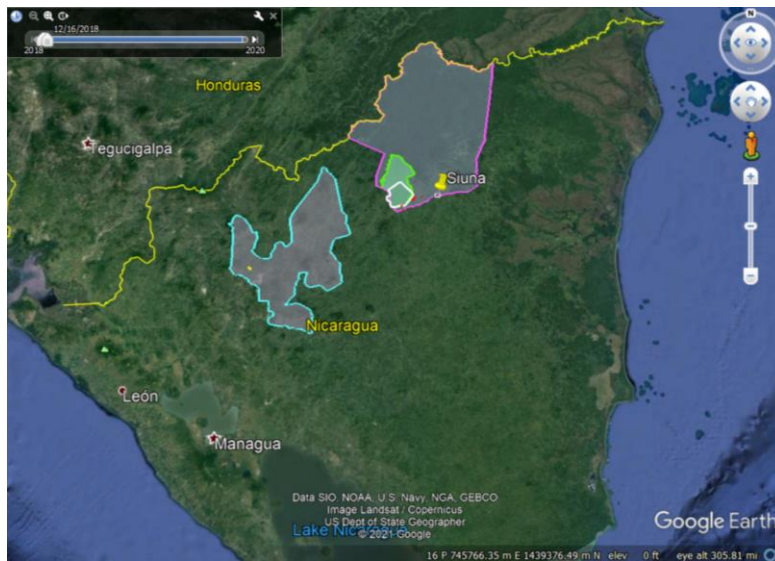 12/16/2018
2018
2020
N
Honduras
Tegucigalpa
Siuna
Nicaragua
León
Managua
Data SIO, NOAA, U.S. Navy, NGA, GEBCO
Image Landsat / Copernicus
US Dept of State Geographer
© 2021 Google
Lake Nicaragua
Google Earth
16 P 745766.35 m E 1439376.49 m N elev 0 ft eye alt 305.81 mi